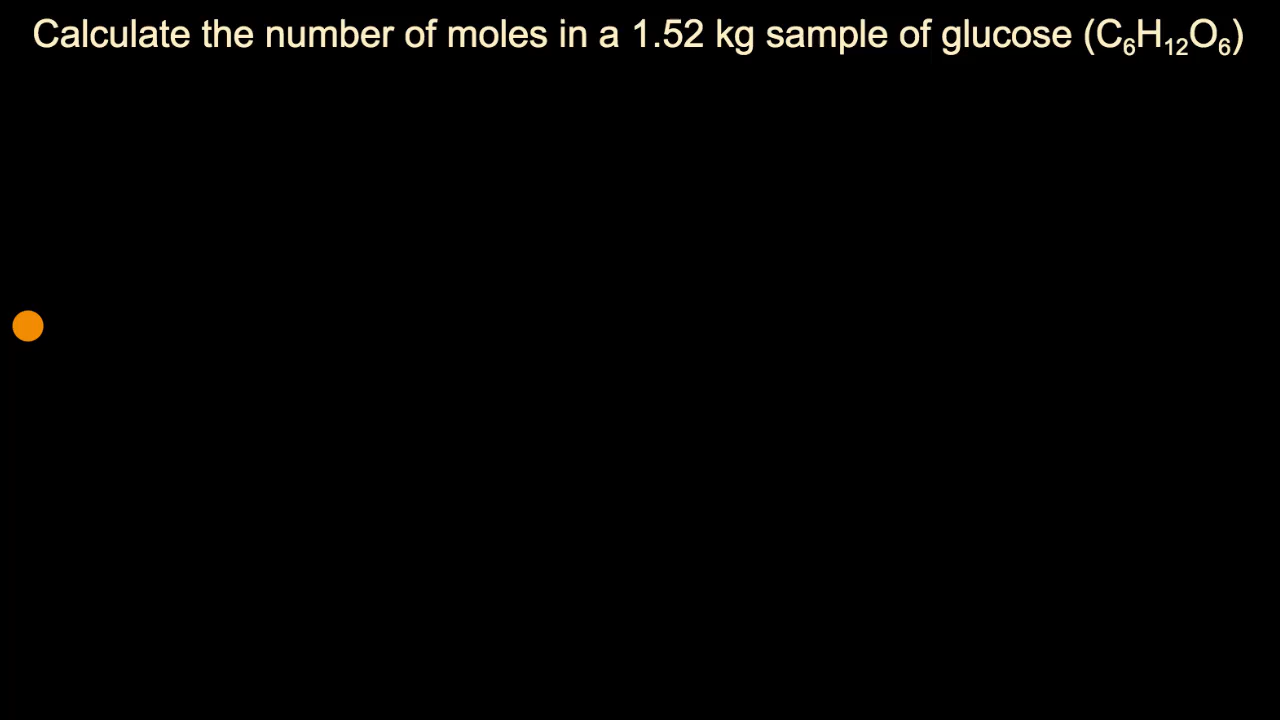 Calculate the number of moles in a 1.52 kg sample of glucose (C₆H₁₂O₆)